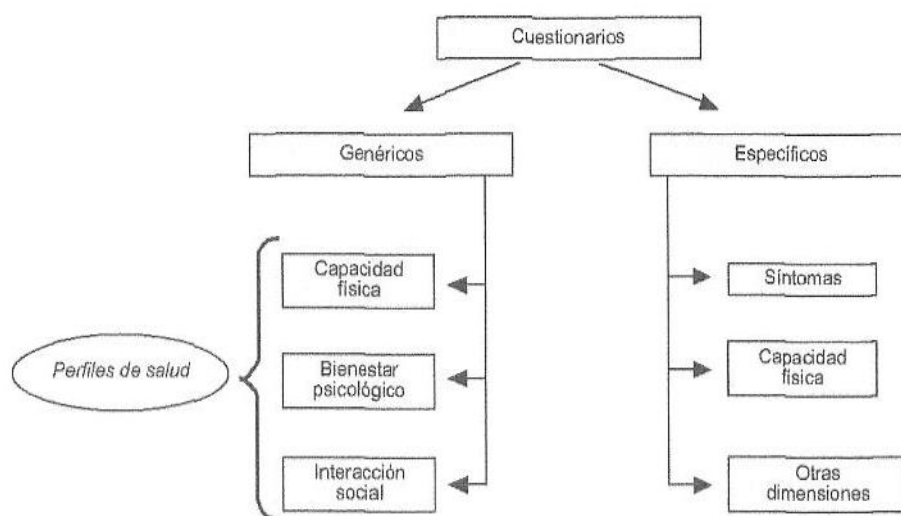 Cuestionarios
Genéricos
Específicos
Capacidad
física
Síntomas
Perfiles de salud
Bienestar
psicológico
Capacidad
física
Interacción
social
Otras
dimensiones